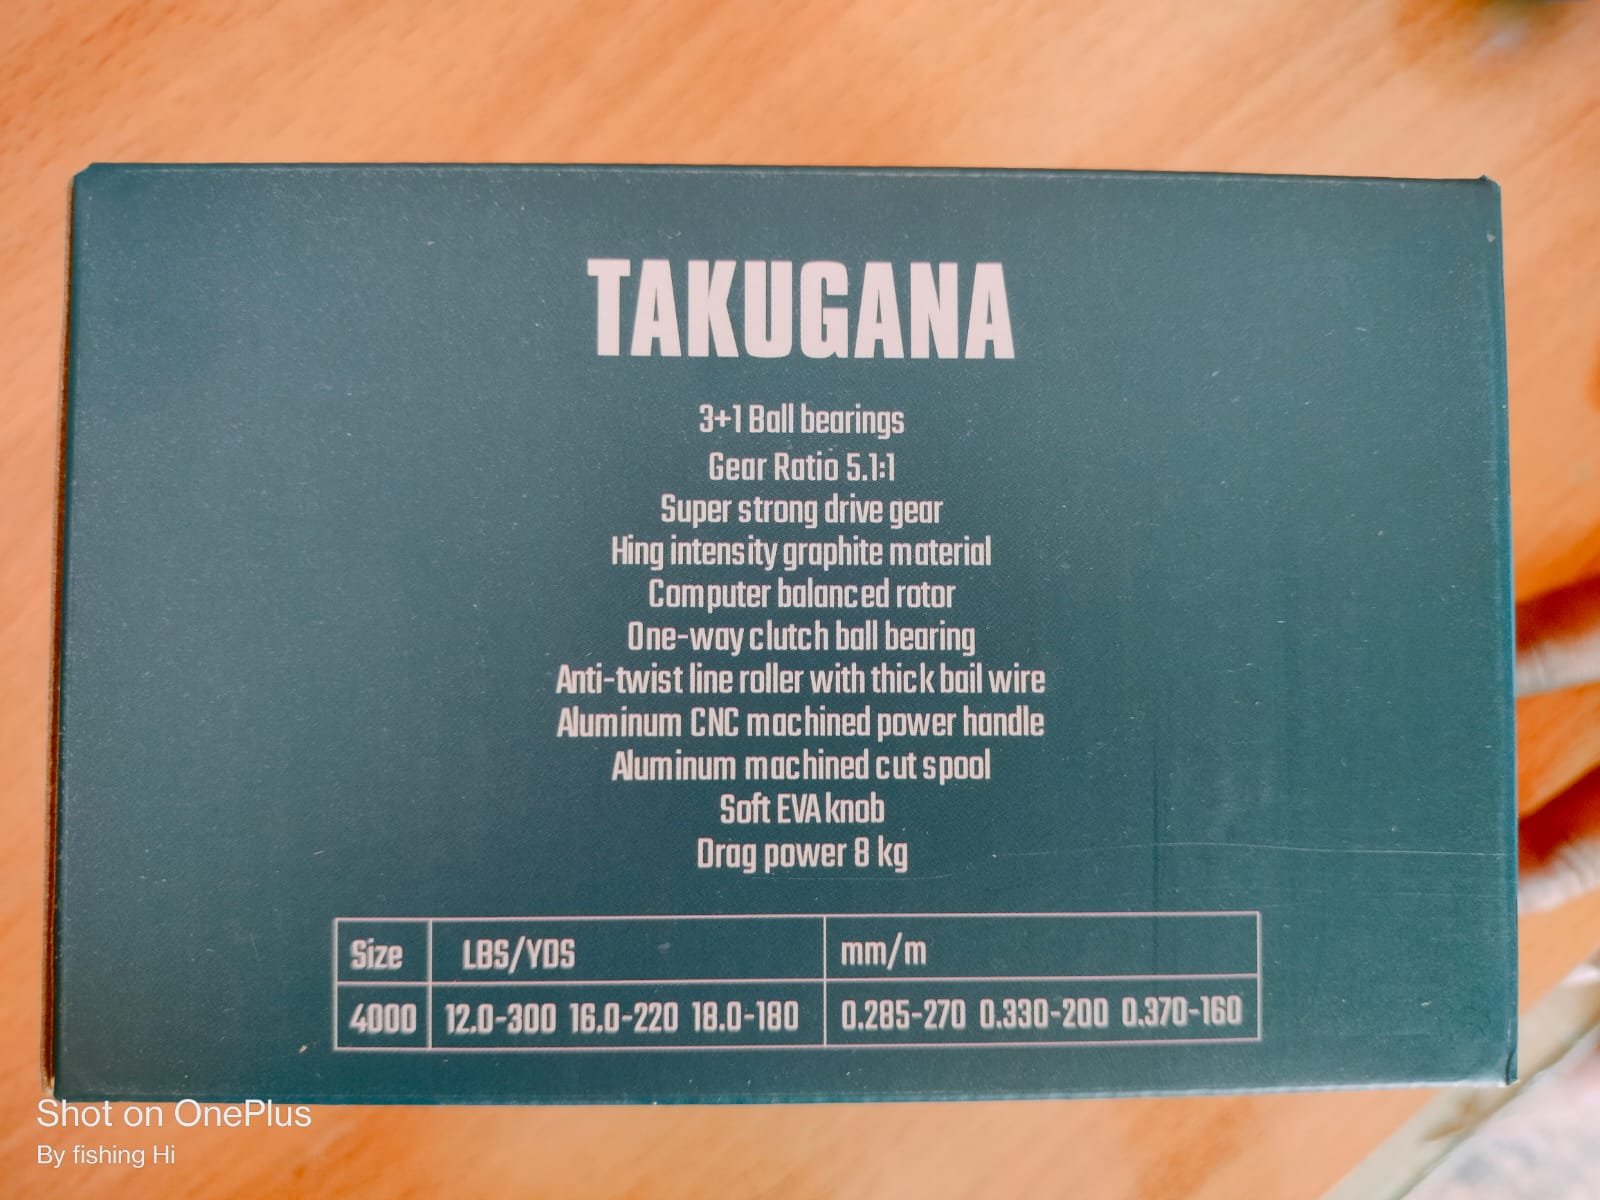 TAKUGANA
3+1 Ball bearings
Gear Ratio 5.1:1
Super strong drive gear
Hing intensity graphite material
Computer balanced rotor
One-way clutch ball bearing
Anti-twist line roller with thick bail wire
Aluminum CNC machined power handle
Aluminum machined cut spool
Soft EVA knob
Drag power 8 kg
Size LBS/YDS mm/m
4000 12.0-300 16.0-220 18.0-180 0.285-270 0.330-200 0.370-160
Shot on OnePlus
By fishing Hi